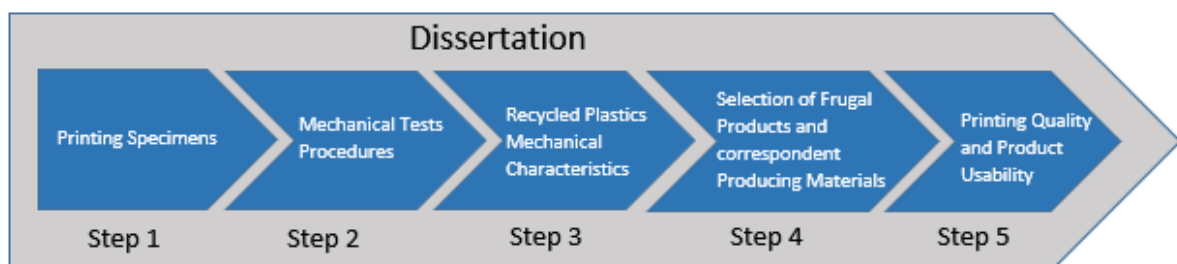 Dissertation
Printing Specimens
Mechanical Tests
Procedures
Recycled Plastics
Mechanical
Characteristics
Selection of Frugal
Products and
correspondent
Producing Materials
Printing Quality
and Product
Usability
Step 1
Step 2
Step 3
Step 4
Step 5